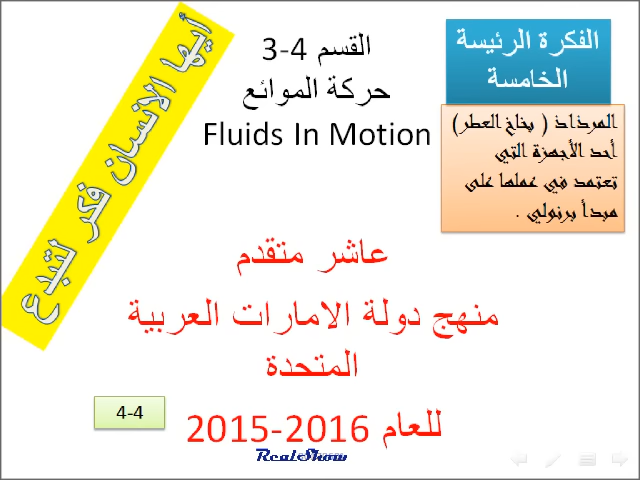 أيها الانسان فكر لتبدع
القسم 4-3
حركة الموائع
Fluids In Motion
الفكرة الرئيسة
الخامسة
المرذاذ ( بخاخ العطر)
أحد الأجهزة التي
تعتمد في عملها على
مبدأ برنولي .
عاشر متقدم
منهج دولة الامارات العربية
المتحدة
للعام 2016-2015
4-4
RealShow